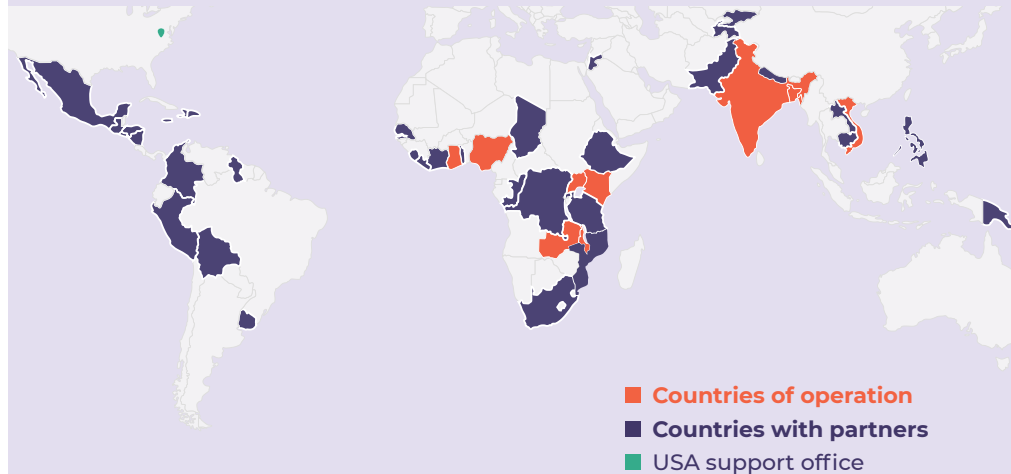 Countries of operation
Countries with partners
USA support office